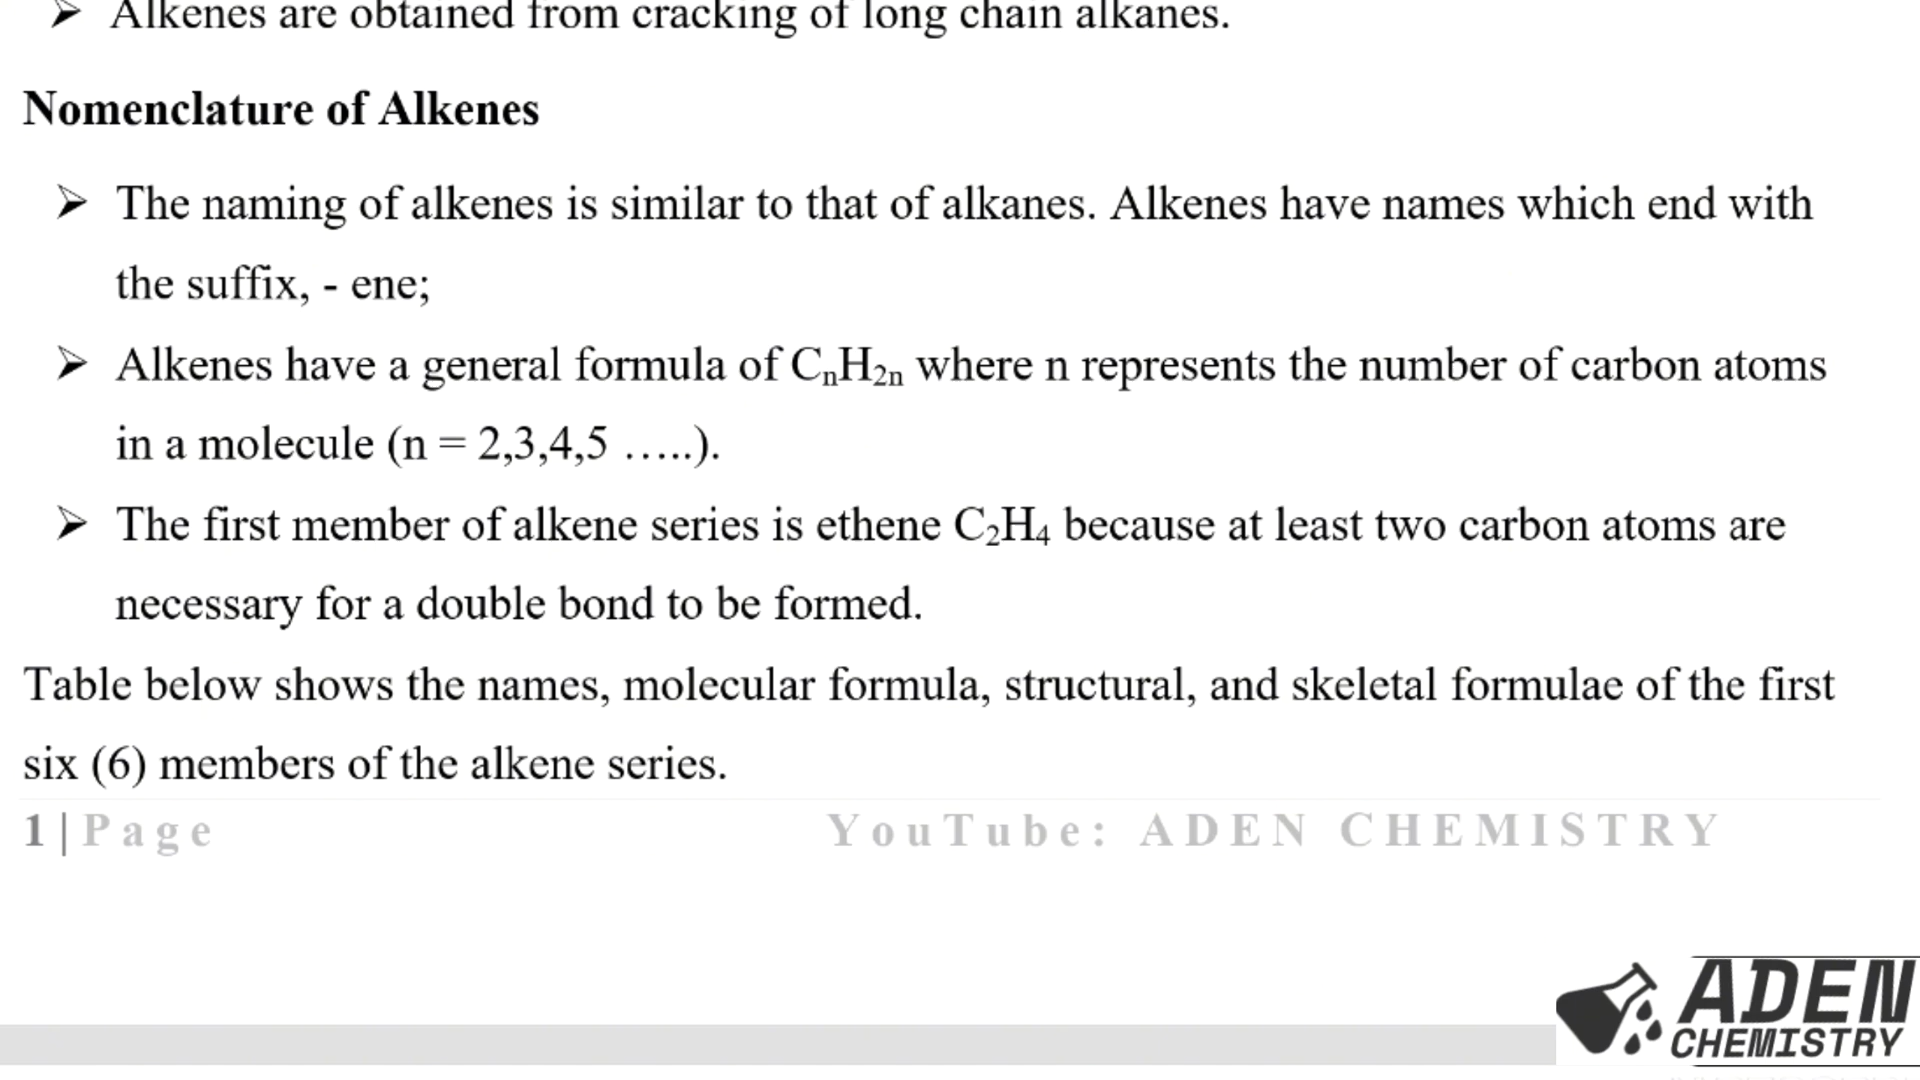 ➢ Alkenes are obtained from cracking of long chain alkanes.
Nomenclature of Alkenes
➢ The naming of alkenes is similar to that of alkanes. Alkenes have names which end with
the suffix, - ene;
➢ Alkenes have a general formula of CₙH₂ₙ where n represents the number of carbon atoms
in a molecule (n = 2,3,4,5 …..).
➢ The first member of alkene series is ethene C₂H₄ because at least two carbon atoms are
necessary for a double bond to be formed.
Table below shows the names, molecular formula, structural, and skeletal formulae of the first
six (6) members of the alkene series.
1 | Page YouTube: ADEN CHEMISTRY
ADEN
CHEMISTRY